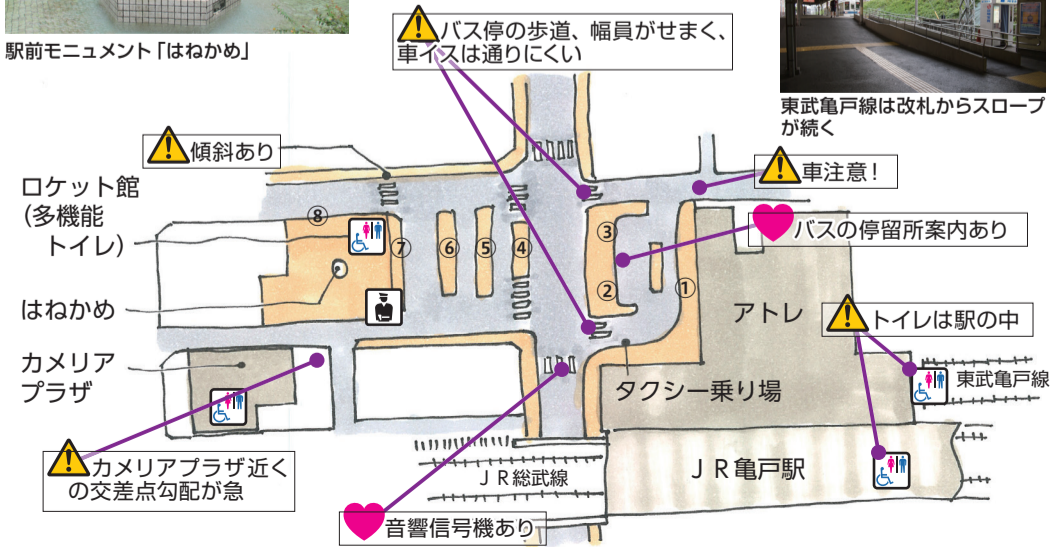 駅前モニュメント「はねかめ」
バス停の歩道、幅員がせまく、
車イスは通りにくい
東武亀戸線は改札からスロープ
が続く
傾斜あり
車注意！
ロケット館
（多機能
トイレ）
⑧
⑦
⑥
⑤
④
③
②
①
バスの停留所案内あり
はねかめ
アトレ
トイレは駅の中
カメリア
プラザ
タクシー乗り場
東武亀戸線
カメリアプラザ近く
の交差点勾配が急
ＪＲ総武線
ＪＲ亀戸駅
音響信号機あり